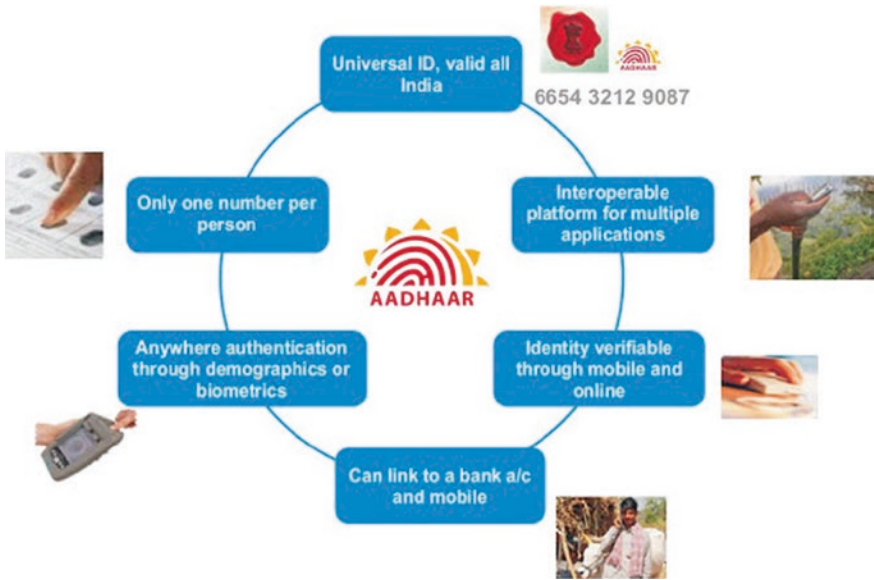 Universal ID, valid all
India
AADHAAR
6654 3212 9087
Only one number per
person
Interoperable
platform for multiple
applications
AADHAAR
Anywhere authentication
through demographics or
biometrics
Identity verifiable
through mobile and
online
Can link to a bank a/c
and mobile